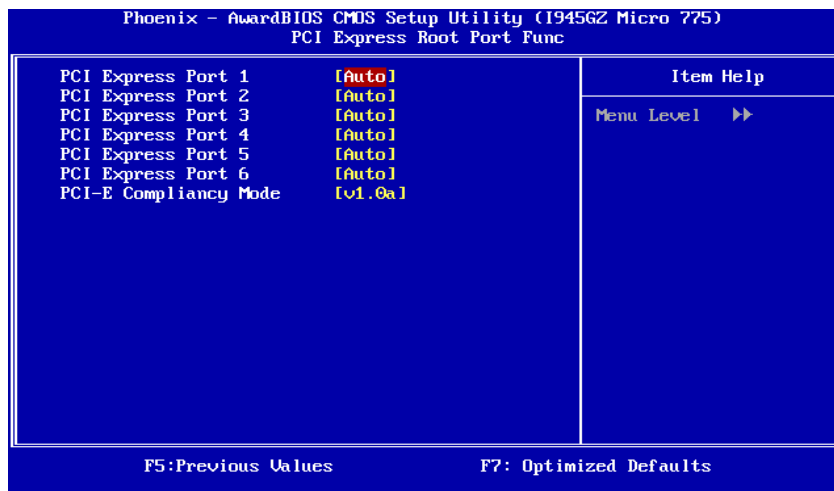 Phoenix - AwardBIOS CMOS Setup Utility (I945GZ Micro 775)
PCI Express Root Port Func
PCI Express Port 1 [Auto]
PCI Express Port 2 [Auto]
PCI Express Port 3 [Auto]
PCI Express Port 4 [Auto]
PCI Express Port 5 [Auto]
PCI Express Port 6 [Auto]
PCI-E Compliancy Mode [v1.0a]
Item Help
Menu Level
F5:Previous Values F7: Optimized Defaults